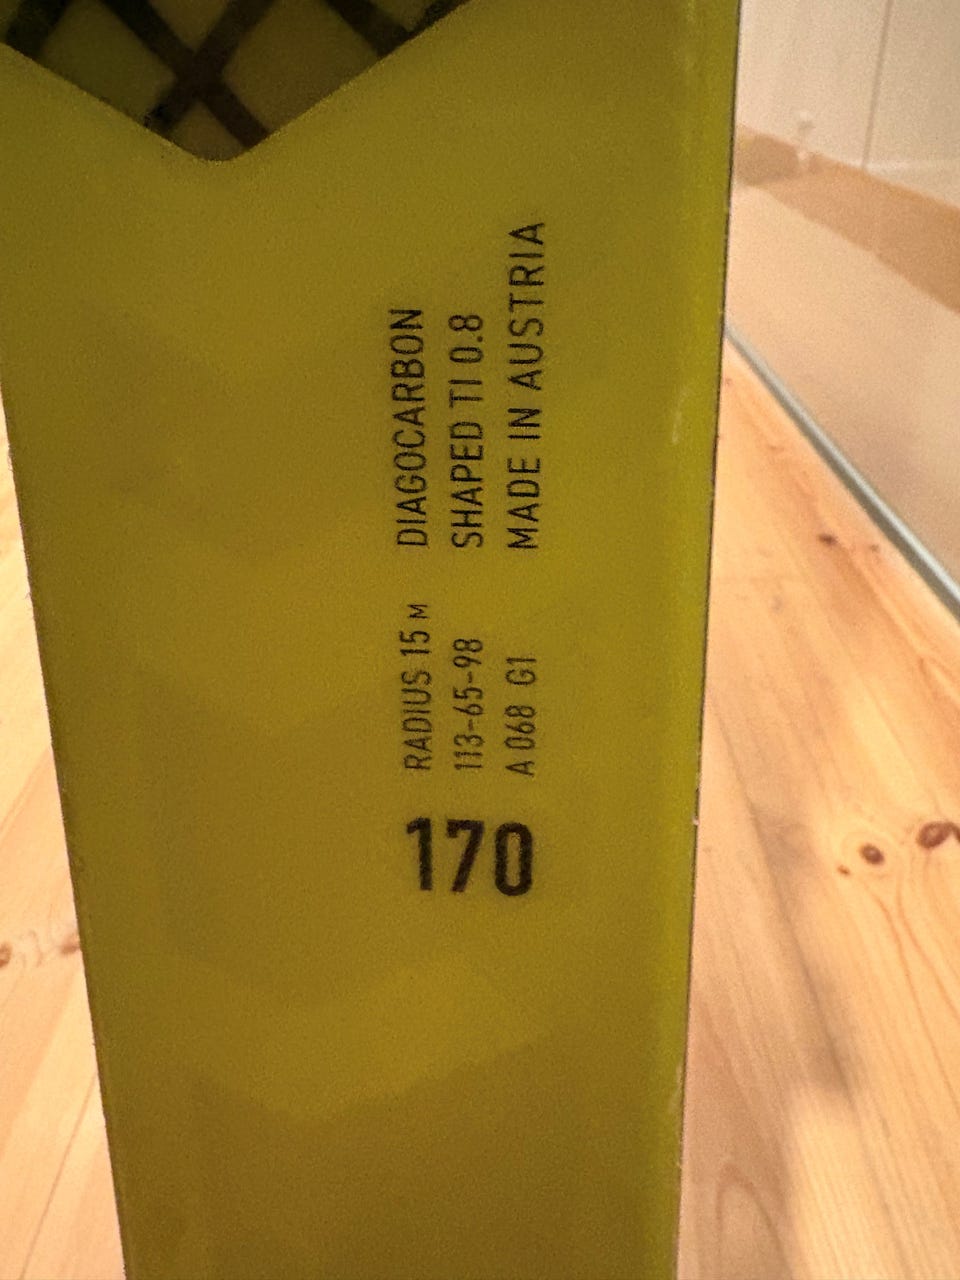 170
RADIUS 15 M
113-65-98
A 068 G1
DIAGOCARBON
SHAPED TI 0.8
MADE IN AUSTRIA